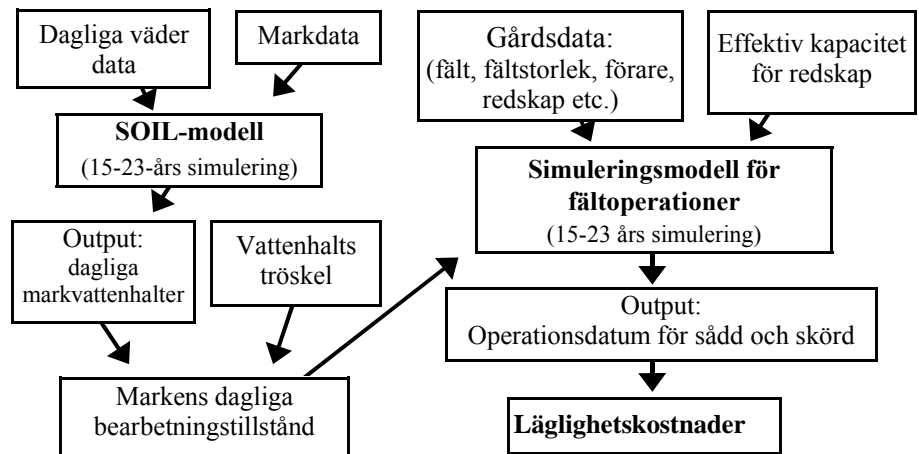 Dagliga väder
data
Markdata
SOIL-modell
(15-23-års simulering)
Output:
dagliga
markvattenhalter
Vattenhalts
tröskel
Markens dagliga
bearbetningstillstånd
Gårdsdata:
(fält, fältstorlek, förare,
redskap etc.)
Effektiv kapacitet
för redskap
Simuleringsmodell för
fältoperationer
(15-23 års simulering)
Output:
Operationsdatum för sådd och skörd
Läglighetskostnader